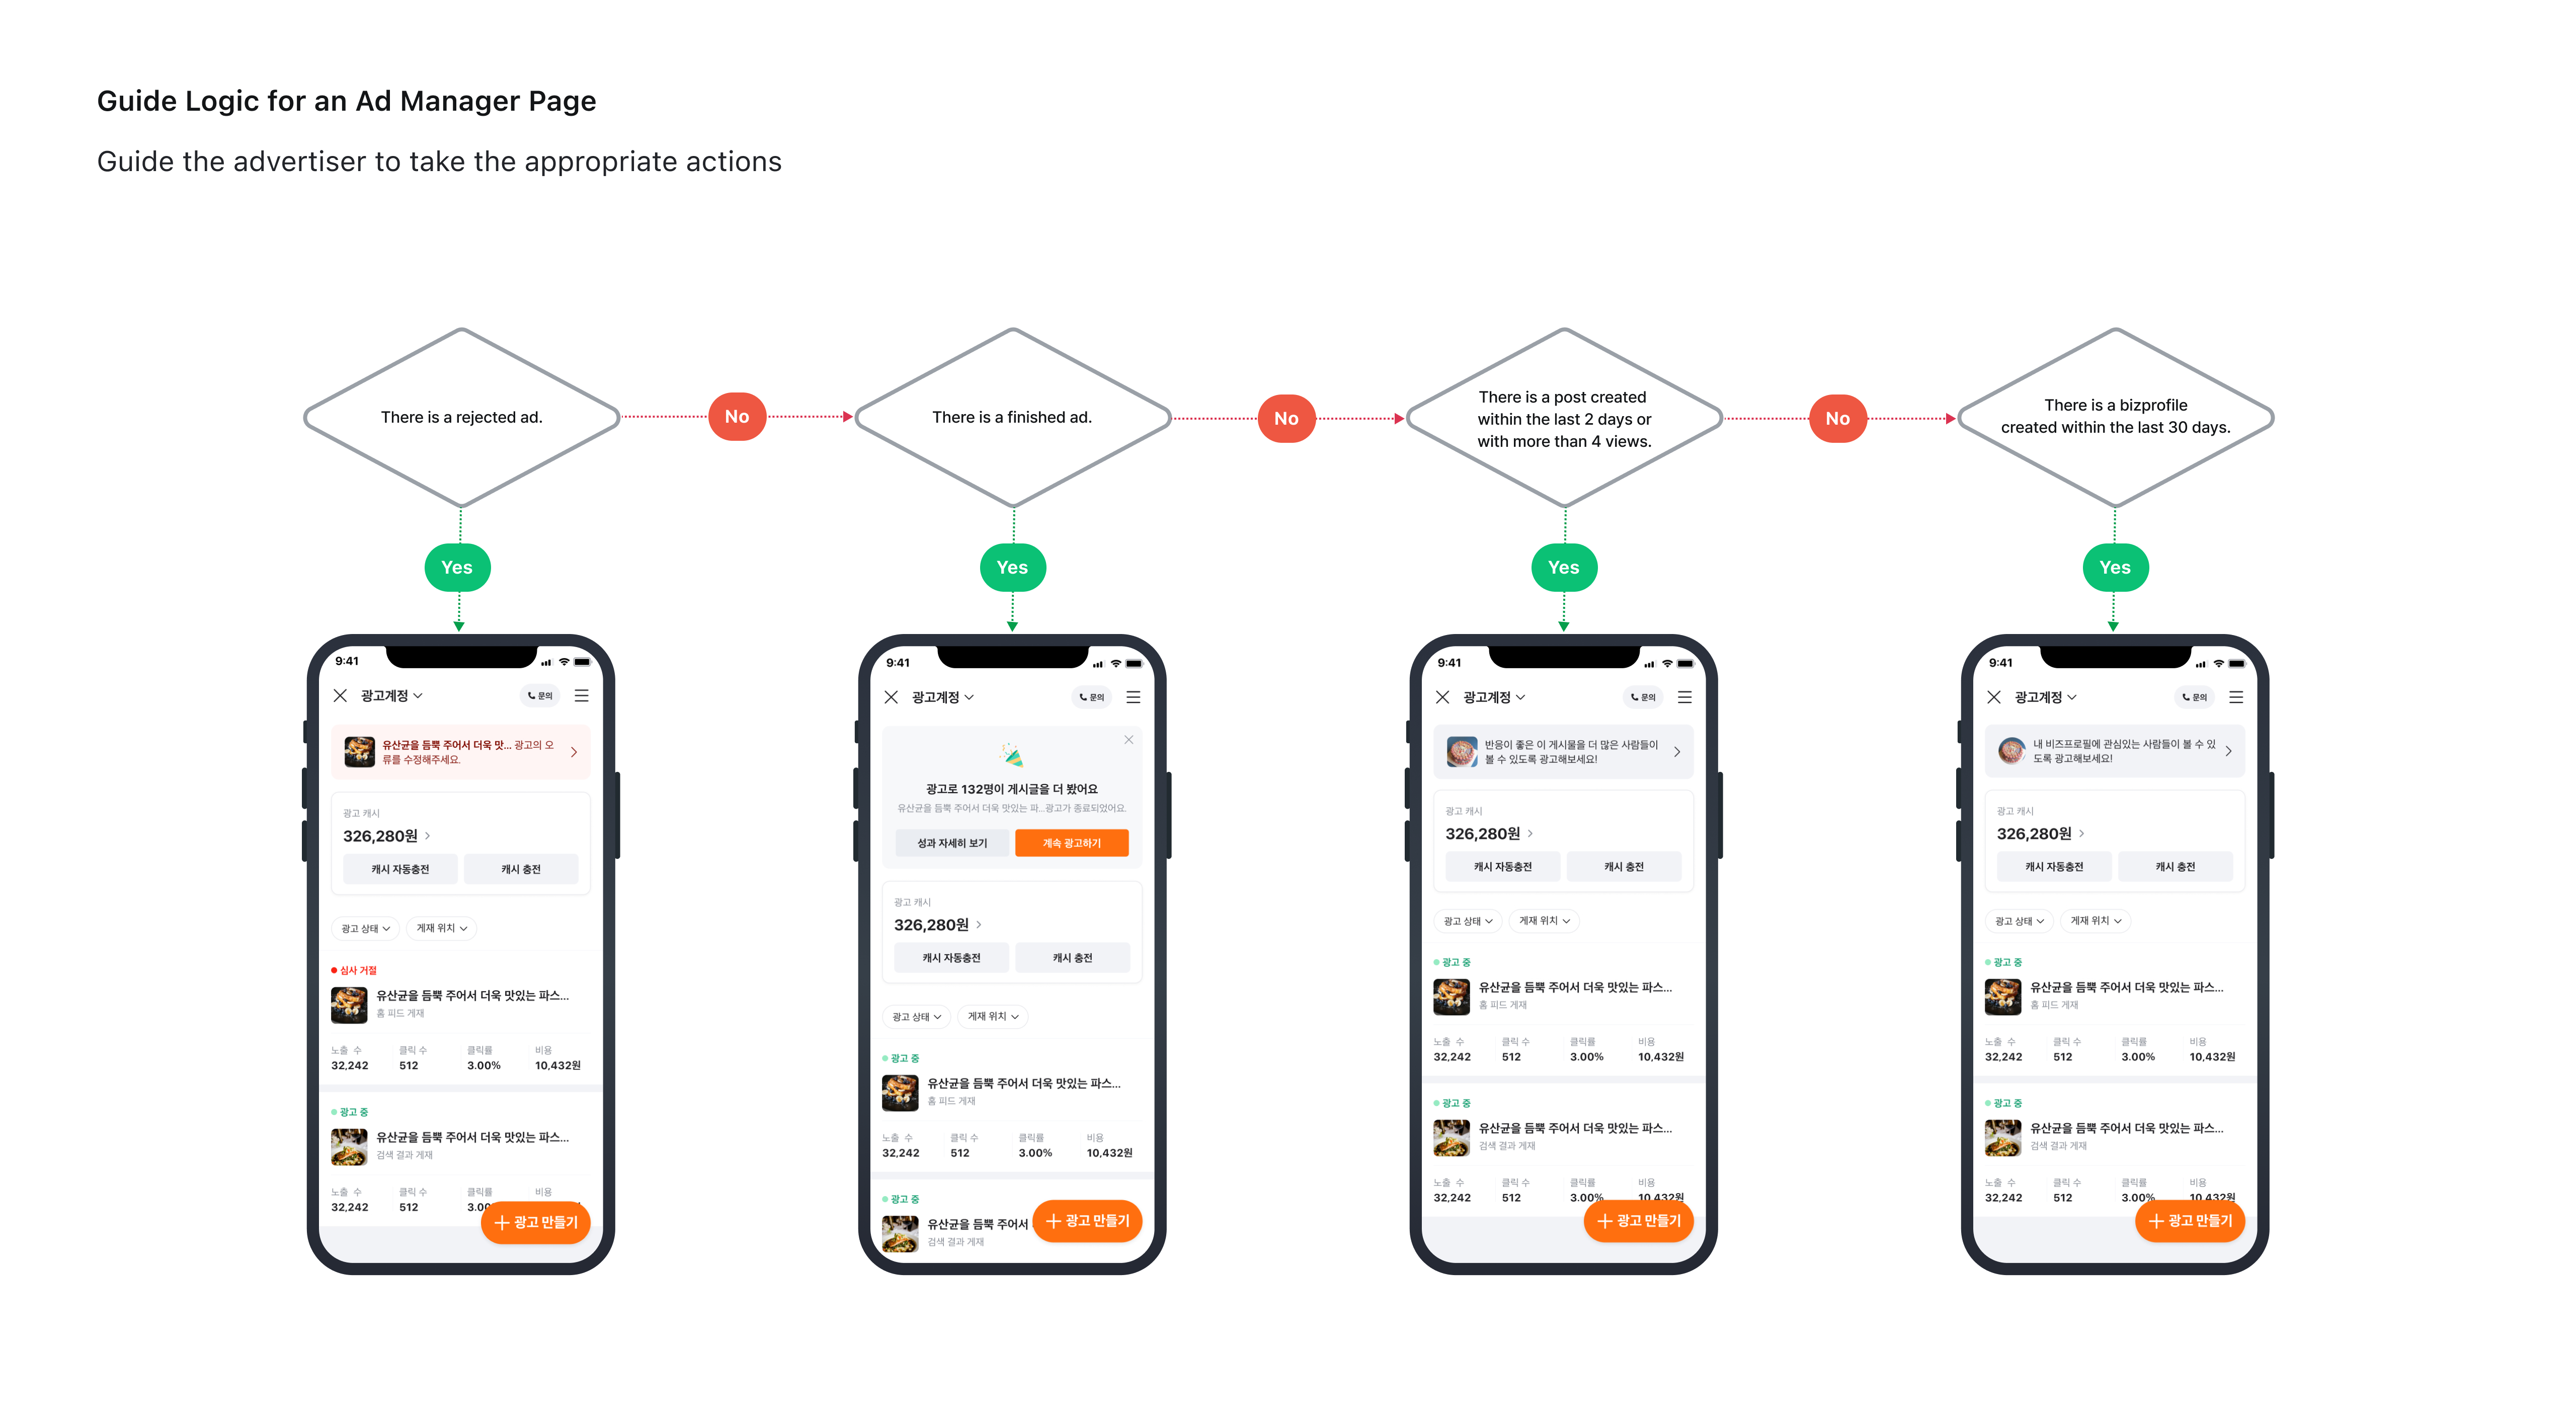 Guide Logic for an Ad Manager Page
Guide the advertiser to take the appropriate actions
There is a rejected ad.
No
There is a finished ad.
No
There is a post created
within the last 2 days or
with more than 4 views.
No
There is a bizprofile
created within the last 30 days.
Yes
Yes
Yes
Yes
9:41
광고계정
문의
유산균을 듬뿍 주어서 더욱 맛... 광고의 오
류를 수정해주세요.
광고 캐시
326,280원
캐시 자동충전
캐시 충전
광고 상태
게재 위치
심사 거절
유산균을 듬뿍 주어서 더욱 맛있는 파스...
홈 피드 게재
노출 수 클릭 수 클릭률 비용
32,242 512 3.00% 10,432원
광고 중
유산균을 듬뿍 주어서 더욱 맛있는 파스...
검색 결과 게재
노출 수 클릭 수 클릭률 비용
32,242 512 3.00
광고 만들기
9:41
광고계정
문의
광고로 132명이 게시글을 더 봤어요
유산균을 듬뿍 주어서 더욱 맛있는 파...광고가 종료되었어요.
성과 자세히 보기
계속 광고하기
광고 캐시
326,280원
캐시 자동충전
캐시 충전
광고 상태
게재 위치
광고 중
유산균을 듬뿍 주어서 더욱 맛있는 파스...
홈 피드 게재
노출 수 클릭 수 클릭률 비용
32,242 512 3.00% 10,432원
광고 중
유산균을 듬뿍 주어서
검색 결과 게재
광고 만들기
9:41
광고계정
문의
반응이 좋은 이 게시물을 더 많은 사람들이
볼 수 있도록 광고해보세요!
광고 캐시
326,280원
캐시 자동충전
캐시 충전
광고 상태
게재 위치
광고 중
유산균을 듬뿍 주어서 더욱 맛있는 파스...
홈 피드 게재
노출 수 클릭 수 클릭률 비용
32,242 512 3.00% 10,432원
광고 중
유산균을 듬뿍 주어서 더욱 맛있는 파스...
검색 결과 게재
노출 수 클릭 수 클릭률 비용
32,242 512 3.00% 10,432원
광고 만들기
9:41
광고계정
문의
내 비즈프로필에 관심있는 사람들이 볼 수 있
도록 광고해보세요!
광고 캐시
326,280원
캐시 자동충전
캐시 충전
광고 상태
게재 위치
광고 중
유산균을 듬뿍 주어서 더욱 맛있는 파스...
홈 피드 게재
노출 수 클릭 수 클릭률 비용
32,242 512 3.00% 10,432원
광고 중
유산균을 듬뿍 주어서 더욱 맛있는 파스...
검색 결과 게재
노출 수 클릭 수 클릭률 비용
32,242 512 3.00% 10,432원
광고 만들기